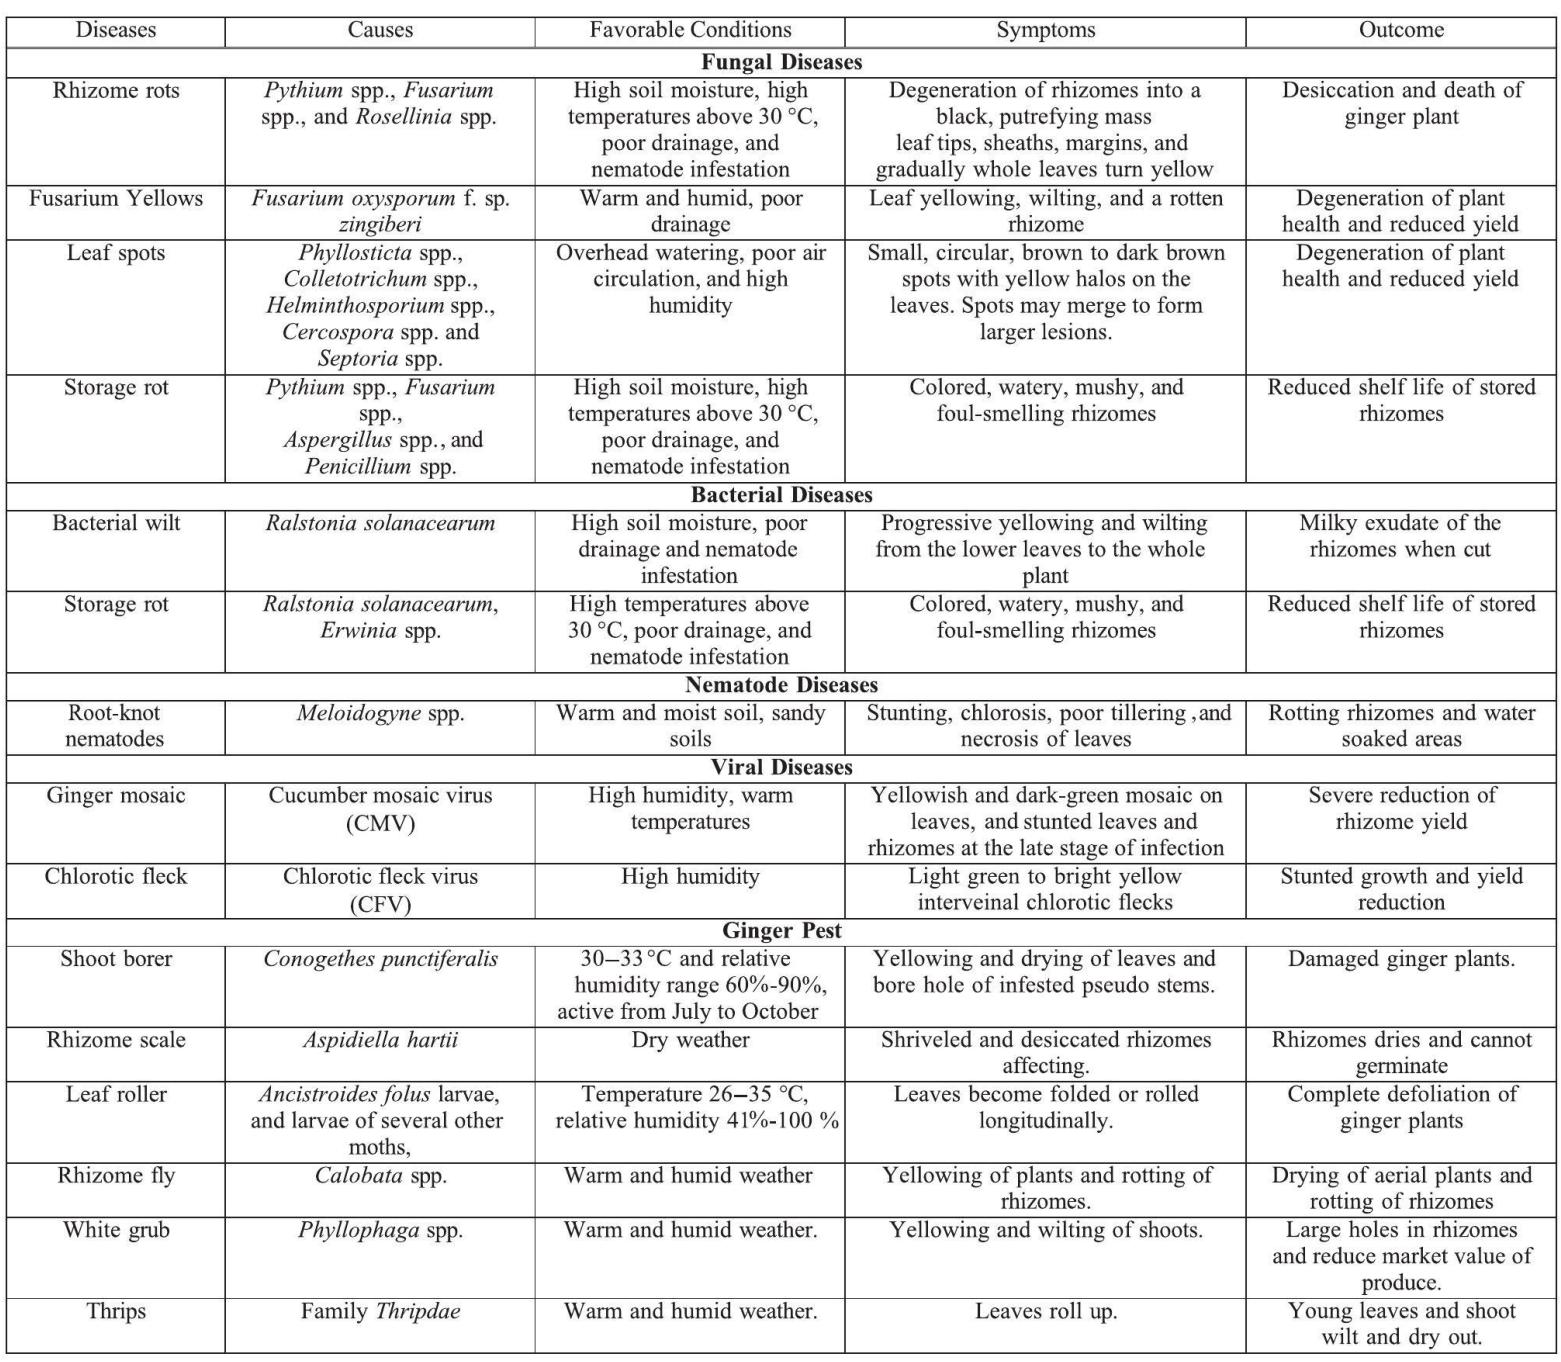 Diseases Causes Favorable Conditions Symptoms Outcome
Fungal Diseases
Rhizome rots
Pythium spp., Fusarium
spp., and Rosellinia spp.
High soil moisture, high
temperatures above 30 °C,
poor drainage, and
nematode infestation
Degeneration of rhizomes into a
black, putrefying mass
leaf tips, sheaths, margins, and
gradually whole leaves turn yellow
Desiccation and death of
ginger plant
Fusarium Yellows
Fusarium oxysporum f. sp.
zingiberi
Warm and humid, poor
drainage
Leaf yellowing, wilting, and a rotten
rhizome
Degeneration of plant
health and reduced yield
Leaf spots
Phyllosticta spp.,
Colletotrichum spp.,
Helminthosporium spp.,
Cercospora spp. and
Septoria spp.
Overhead watering, poor air
circulation, and high
humidity
Small, circular, brown to dark brown
spots with yellow halos on the
leaves. Spots may merge to form
larger lesions.
Degeneration of plant
health and reduced yield
Storage rot
Pythium spp., Fusarium
spp.,
Aspergillus spp., and
Penicillium spp.
High soil moisture, high
temperatures above 30 °C,
poor drainage, and
nematode infestation
Colored, watery, mushy, and
foul-smelling rhizomes
Reduced shelf life of stored
rhizomes
Bacterial Diseases
Bacterial wilt
Ralstonia solanacearum
High soil moisture, poor
drainage and nematode
infestation
Progressive yellowing and wilting
from the lower leaves to the whole
plant
Milky exudate of the
rhizomes when cut
Storage rot
Ralstonia solanacearum,
Erwinia spp.
High temperatures above
30 °C, poor drainage, and
nematode infestation
Colored, watery, mushy, and
foul-smelling rhizomes
Reduced shelf life of stored
rhizomes
Nematode Diseases
Root-knot
nematodes
Meloidogyne spp.
Warm and moist soil, sandy
soils
Stunting, chlorosis, poor tillering ,and
necrosis of leaves
Rotting rhizomes and water
soaked areas
Viral Diseases
Ginger mosaic
Cucumber mosaic virus
(CMV)
High humidity, warm
temperatures
Yellowish and dark-green mosaic on
leaves, and stunted leaves and
rhizomes at the late stage of infection
Severe reduction of
rhizome yield
Chlorotic fleck
Chlorotic fleck virus
(CFV)
High humidity
Light green to bright yellow
interveinal chlorotic flecks
Stunted growth and yield
reduction
Ginger Pest
Shoot borer
Conogethes punctiferalis
30–33 °C and relative
humidity range 60%-90%,
active from July to October
Yellowing and drying of leaves and
bore hole of infested pseudo stems.
Damaged ginger plants.
Rhizome scale
Aspidiella hartii
Dry weather
Shriveled and desiccated rhizomes
affecting.
Rhizomes dries and cannot
germinate
Leaf roller
Ancistroides folus larvae,
and larvae of several other
moths,
Temperature 26–35 °C,
relative humidity 41%-100 %
Leaves become folded or rolled
longitudinally.
Complete defoliation of
ginger plants
Rhizome fly
Calobata spp.
Warm and humid weather
Yellowing of plants and rotting of
rhizomes.
Drying of aerial plants and
rotting of rhizomes
White grub
Phyllophaga spp.
Warm and humid weather.
Yellowing and wilting of shoots.
Large holes in rhizomes
and reduce market value of
produce.
Thrips
Family Thripdae
Warm and humid weather.
Leaves roll up.
Young leaves and shoot
wilt and dry out.